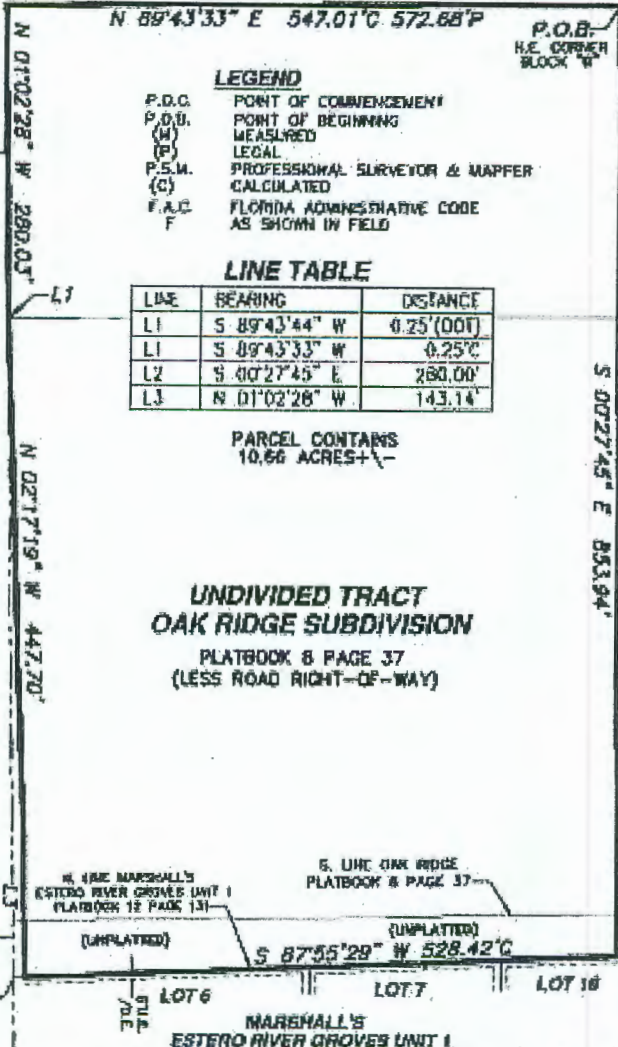 N 89°43'33" E 547.01'C 572.68'P
P.O.B.
N.E. CORNER
BLOCK
N 01°02'28" W 280.03'
LEGEND
P.O.C. POINT OF COMMENCEMENT
P.O.B. POINT OF BEGINNING
(M) MEASURED
(P) LEGAL
P.S.M. PROFESSIONAL SURVEYOR & MAPPER
(C) CALCULATED
F.A.C. FLORIDA ADMINISTRATIVE CODE
F AS SHOWN IN FIELD
L1
LINE TABLE
LINE BEARING DISTANCE
L1 S 89°43'44" W 0.25'(DOT)
L1 S 89°43'33" W 0.25'C
L2 S 00°27'45" E 280.00'
L3 N 01°02'28" W 143.14'
PARCEL CONTAINS
10.66 ACRES+\-
S 00°27'45" E 853.94'
N 02°17'19" W 447.70'
UNDIVIDED TRACT
OAK RIDGE SUBDIVISION
PLATBOOK 8 PAGE 37
(LESS ROAD RIGHT-OF-WAY)
L3
N. LINE MARSHALL'S
ESTERO RIVER GROVES UNIT 1
PLATBOOK 12 PAGE 131
S. LINE OAK RIDGE
PLATBOOK 8 PAGE 37
(UNPLATTED)
(UNPLATTED)
S 87°55'29" W 528.42'C
LOT 6
LOT 7
LOT 18
MARSHALL'S
ESTERO RIVER GROVES UNIT 1